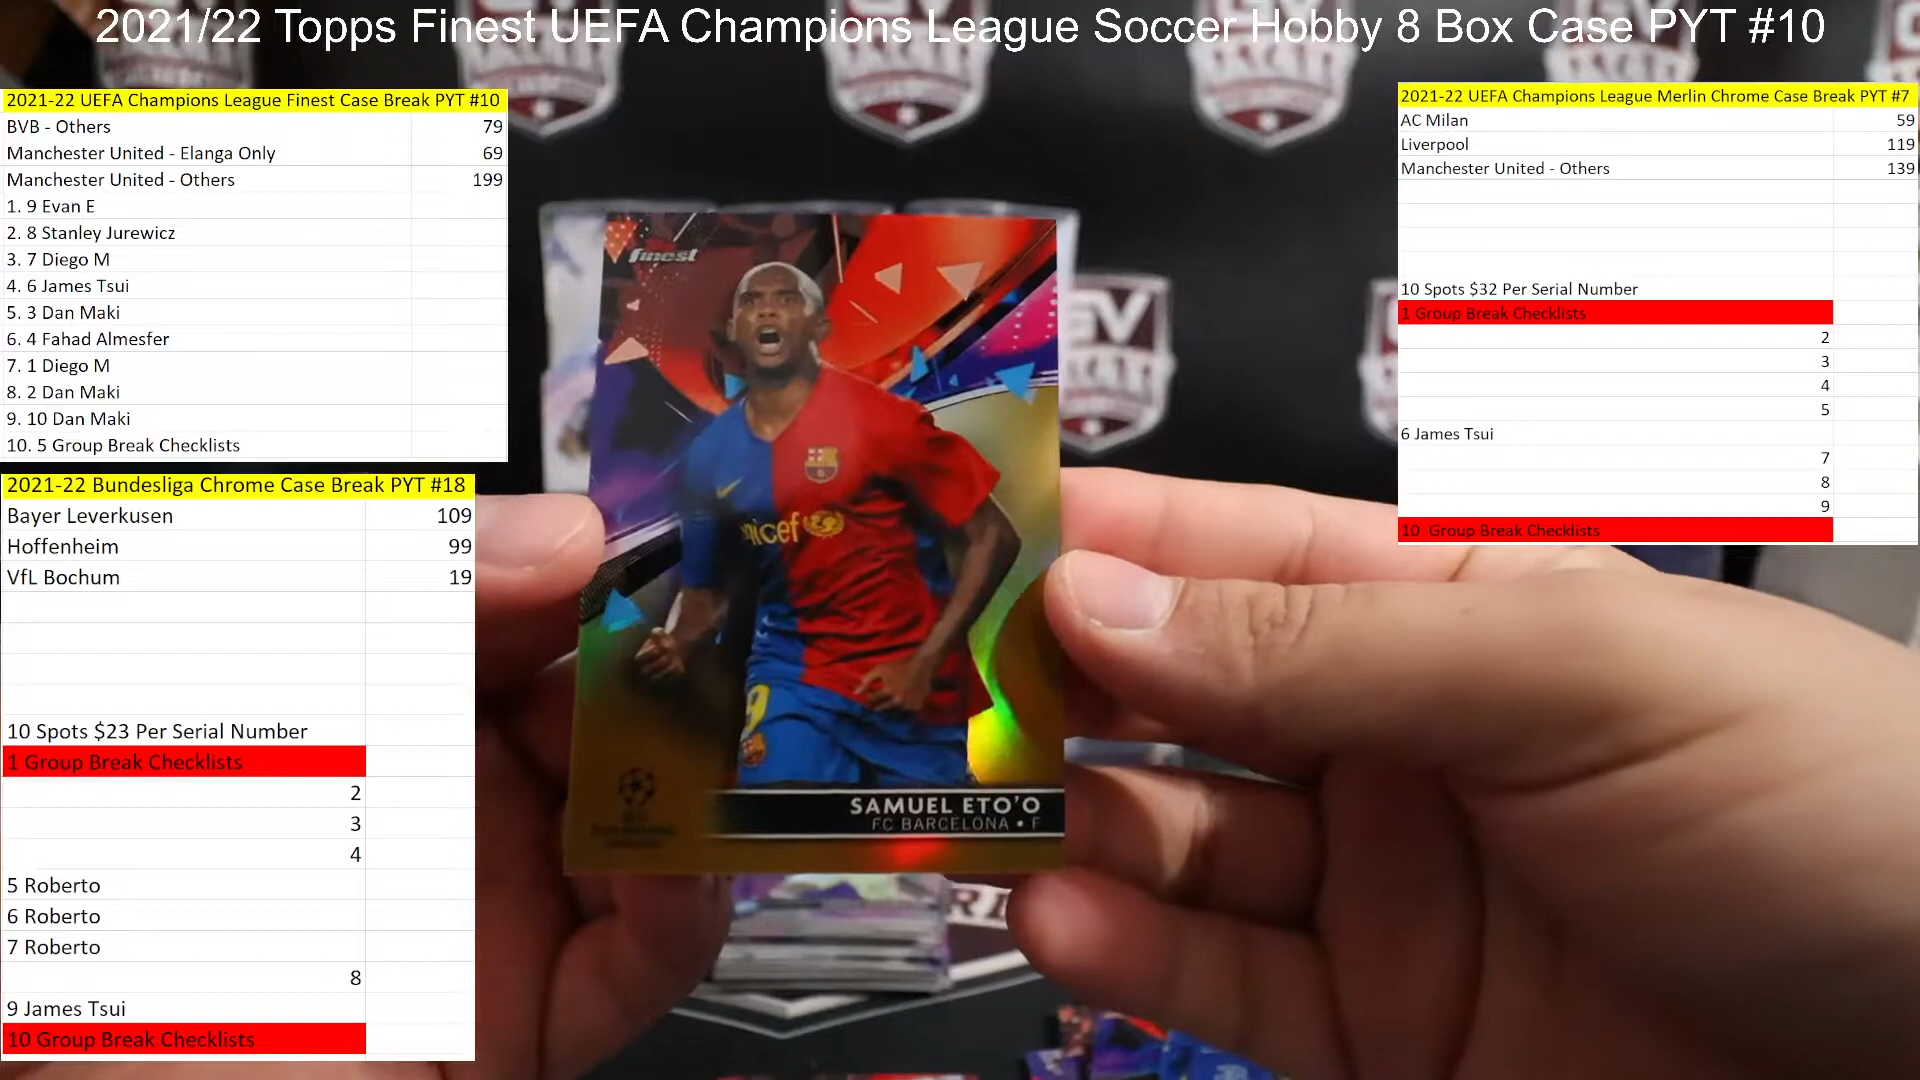 2021/22 Topps Finest UEFA Champions League Soccer Hobby 8 Box Case PYT #10
2021-22 UEFA Champions League Finest Case Break PYT #10
BVB - Others 79
Manchester United - Elanga Only 69
Manchester United - Others 199
1. 9 Evan E
2. 8 Stanley Jurewicz
3. 7 Diego M
4. 6 James Tsui
5. 3 Dan Maki
6. 4 Fahad Almesfer
7. 1 Diego M
8. 2 Dan Maki
9. 10 Dan Maki
10. 5 Group Break Checklists
2021-22 Bundesliga Chrome Case Break PYT #18
Bayer Leverkusen 109
Hoffenheim 99
VfL Bochum 19
10 Spots $23 Per Serial Number
1 Group Break Checklists
2
3
4
5 Roberto
6 Roberto
7 Roberto
8
9 James Tsui
10 Group Break Checklists
finest
unicef
9
SAMUEL ETO'O
FC BARCELONA • F
2021-22 UEFA Champions League Merlin Chrome Case Break PYT #7
AC Milan 59
Liverpool 119
Manchester United - Others 139
10 Spots $32 Per Serial Number
1 Group Break Checklists
2
3
4
5
6 James Tsui
7
8
9
10 Group Break Checklists